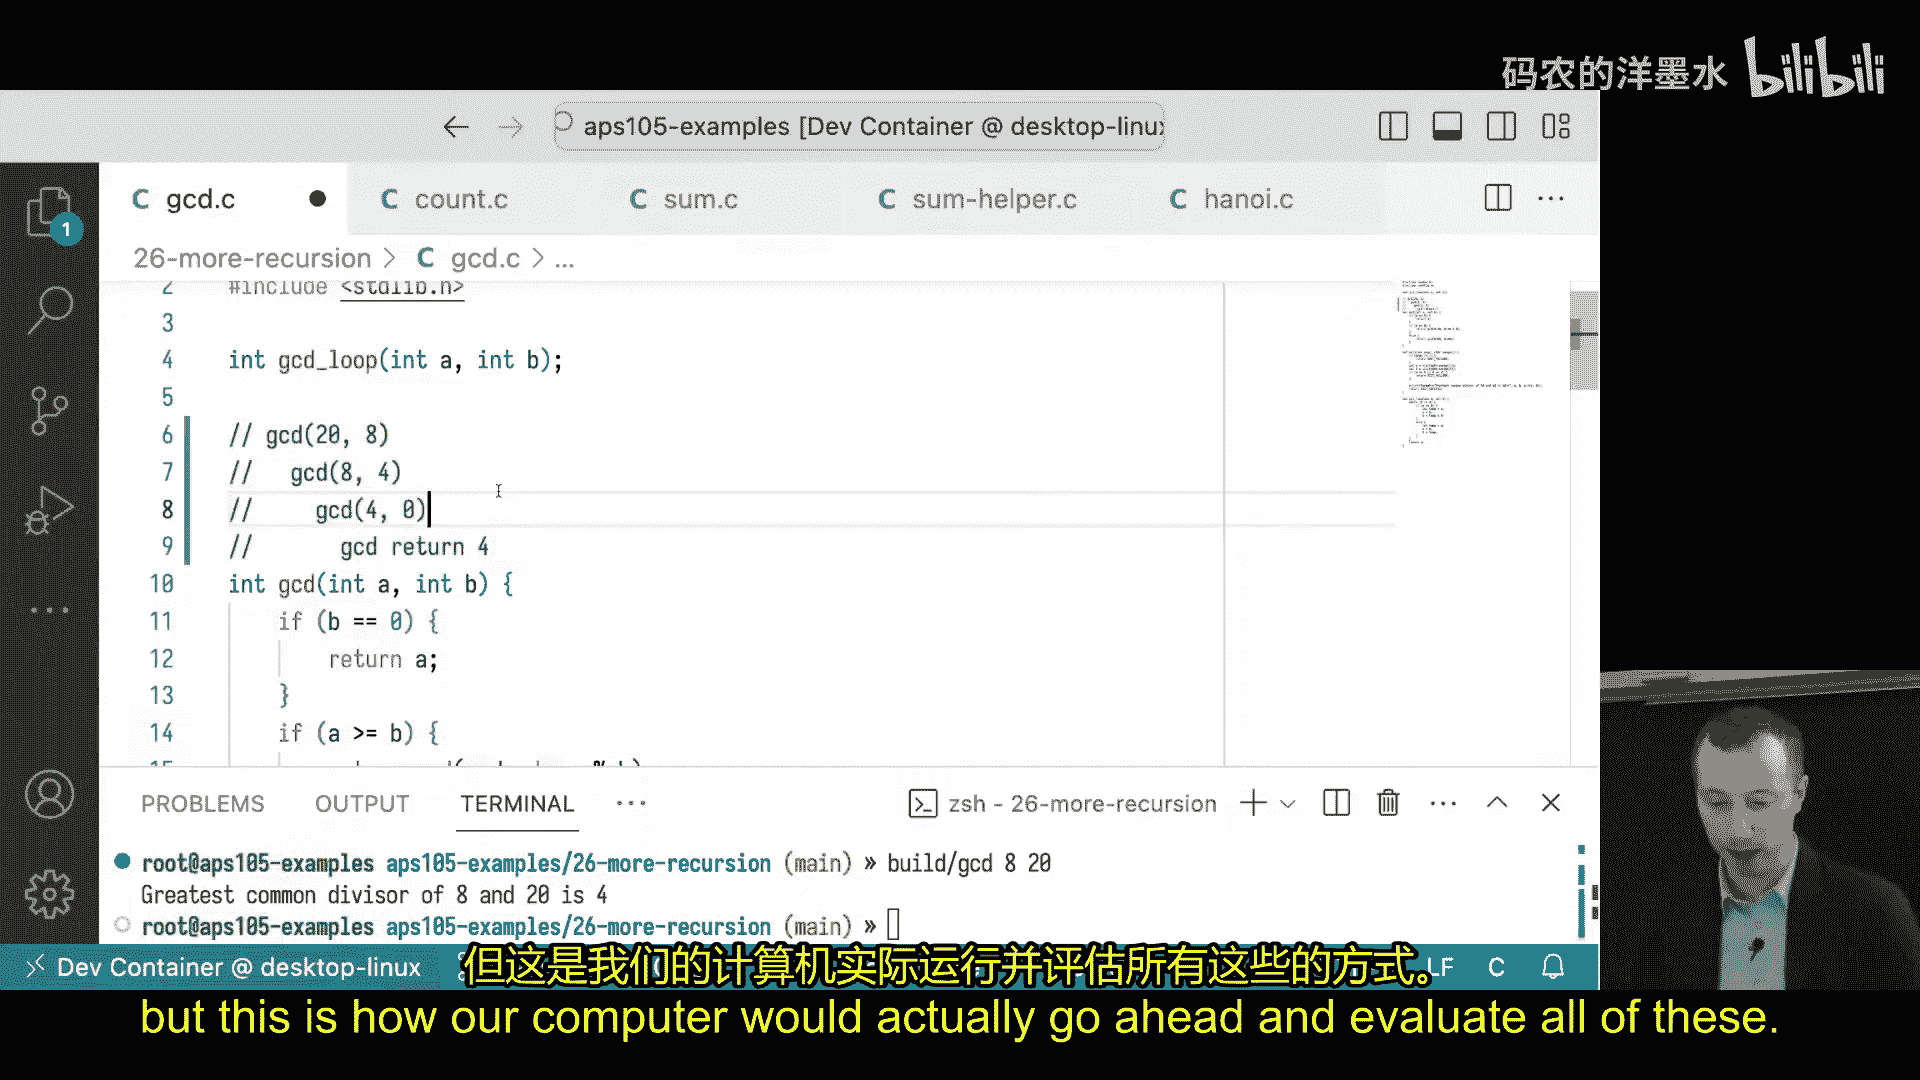 码农的洋墨水 bilibili
aps105-examples [Dev Container @ desktop-linux
1
C gcd.c
C count.c
C sum.c
C sum-helper.c
C hanoi.c
26-more-recursion > C gcd.c > ...
2 #include <stdlib.h>
3
4 int gcd_loop(int a, int b);
5
6 // gcd(20, 8)
7 //   gcd(8, 4)
8 //     gcd(4, 0)
9 //       gcd return 4
10 int gcd(int a, int b) {
11     if (b == 0) {
12         return a;
13     }
14     if (a >= b) {
PROBLEMS OUTPUT TERMINAL ...
zsh - 26-more-recursion
root@aps105-examples aps105-examples/26-more-recursion (main) » build/gcd 8 20
Greatest common divisor of 8 and 20 is 4
root@aps105-examples aps105-examples/26-more-recursion (main) »
Dev Container @ desktop-linux
LF C
但这是我们的计算机实际运行并评估所有这些的方式。
but this is how our computer would actually go ahead and evaluate all of these.